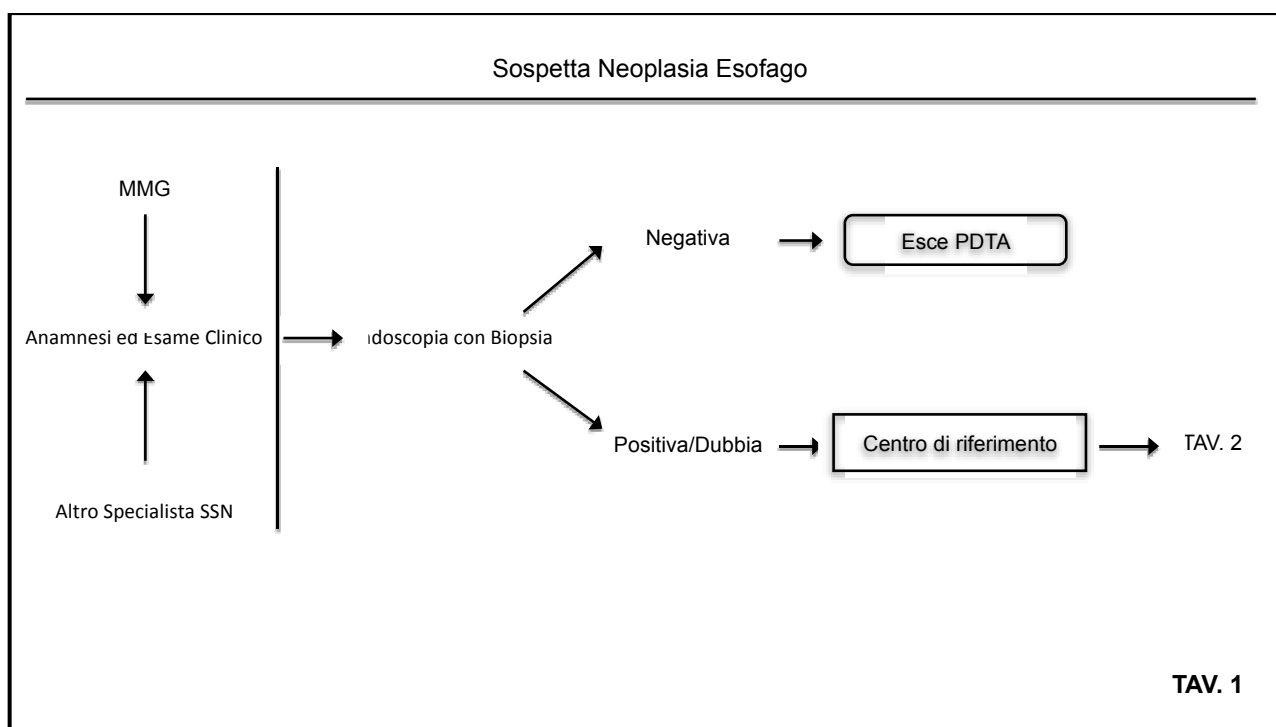 Sospetta Neoplasia Esofago
MMG
Negativa
Esce PDTA
Anamnesi ed Esame Clinico
ndoscopia con Biopsia
Positiva/Dubbia
Centro di riferimento
TAV. 2
Altro Specialista SSN
TAV. 1